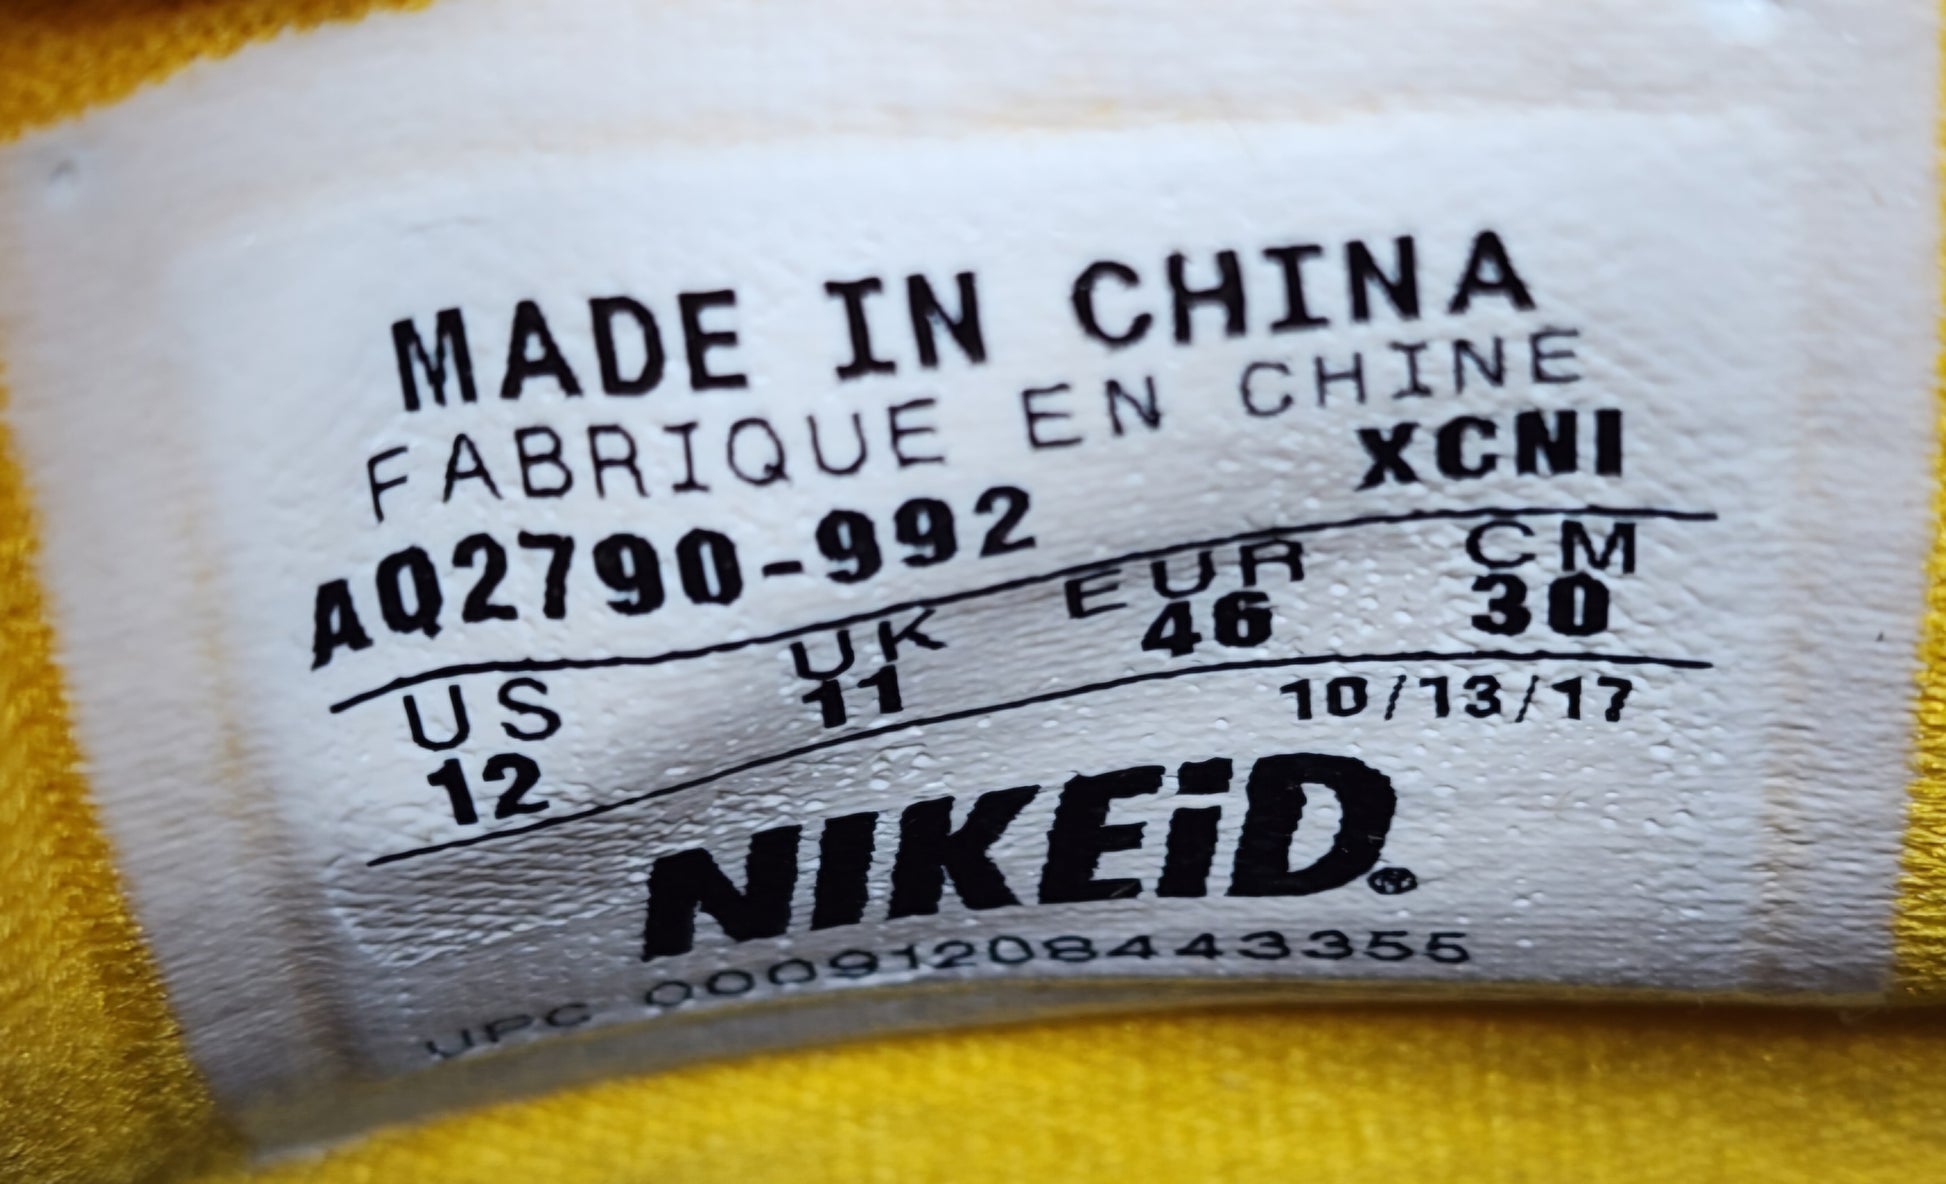 MADE IN CHINA
FABRIQUE EN CHINE
XCNI
AQ2790-992
US UK EUR CM
12 11 46 30
10/13/17
NIKEiD®
UPC 00091208443355